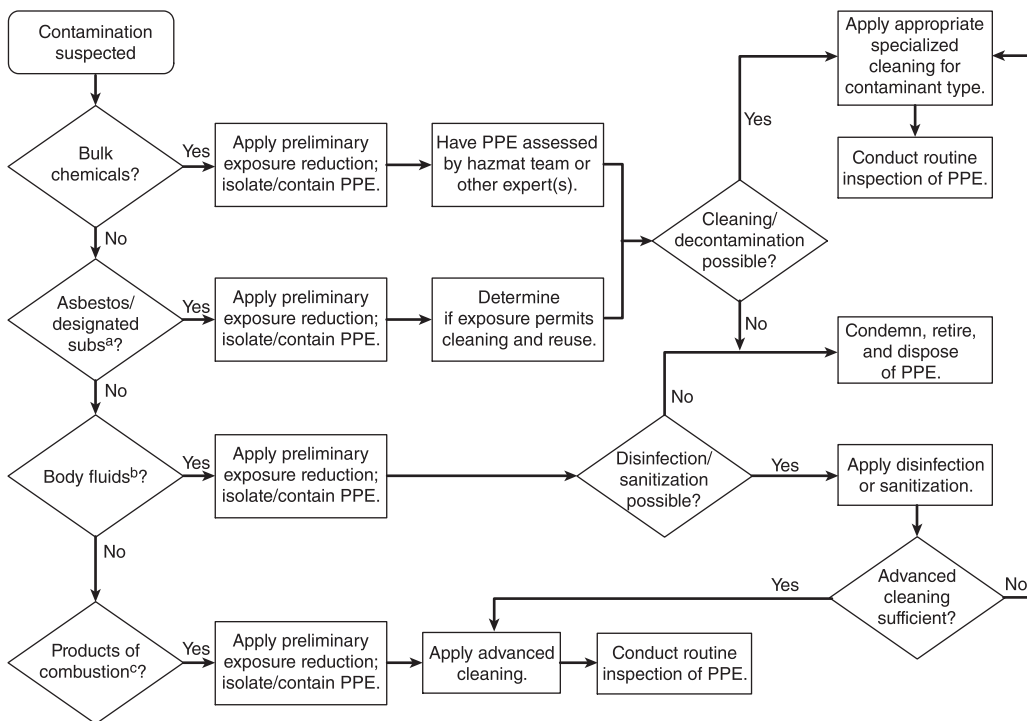 Contamination
suspected
Bulk
chemicals?
Yes
Apply preliminary
exposure reduction;
isolate/contain PPE.
Have PPE assessed
by hazmat team or
other expert(s).
No
Asbestos/
designated
subsᵃ?
Yes
Apply preliminary
exposure reduction;
isolate/contain PPE.
Determine
if exposure permits
cleaning and reuse.
Cleaning/
decontamination
possible?
Yes
Apply appropriate
specialized
cleaning for
contaminant type.
Conduct routine
inspection of PPE.
No
Condemn, retire,
and dispose
of PPE.
No
Body fluidsᵇ?
Yes
Apply preliminary
exposure reduction;
isolate/contain PPE.
Disinfection/
sanitization
possible?
No
Yes
Apply disinfection
or sanitization.
Advanced
cleaning
sufficient?
No
Yes
No
Products of
combustionᶜ?
Yes
Apply preliminary
exposure reduction;
isolate/contain PPE.
Apply advanced
cleaning.
Conduct routine
inspection of PPE.